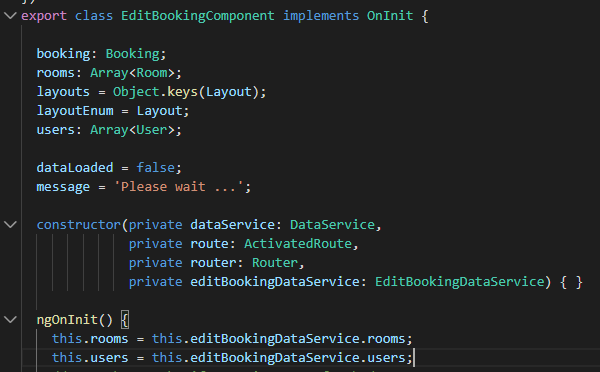 })
export class EditBookingComponent implements OnInit {
booking: Booking;
rooms: Array<Room>;
layouts = Object.keys(Layout);
layoutEnum = Layout;
users: Array<User>;
dataLoaded = false;
message = 'Please wait ...';
constructor(private dataService: DataService,
private route: ActivatedRoute,
private router: Router,
private editBookingDataService: EditBookingDataService) { }
ngOnInit() {
this.rooms = this.editBookingDataService.rooms;
this.users = this.editBookingDataService.users;